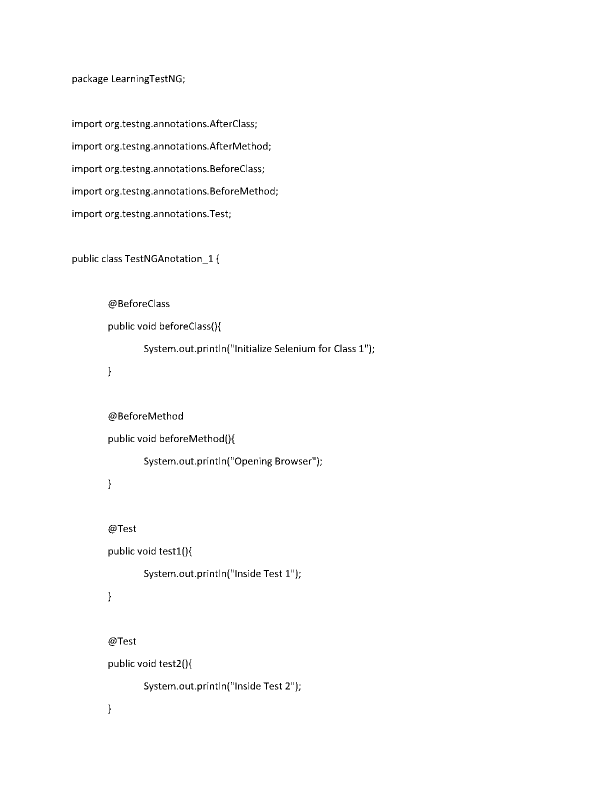 package LearningTestNG;
import org.testng.annotations.AfterClass;
import org.testng.annotations.AfterMethod;
import org.testng.annotations.BeforeClass;
import org.testng.annotations.BeforeMethod;
import org.testng.annotations.Test;
public class TestNGAnotation_1 {
@BeforeClass
public void beforeClass(){
System.out.println("Initialize Selenium for Class 1");
}
@BeforeMethod
public void beforeMethod(){
System.out.println("Opening Browser");
}
@Test
public void test1(){
System.out.println("Inside Test 1");
}
@Test
public void test2(){
System.out.println("Inside Test 2");
}